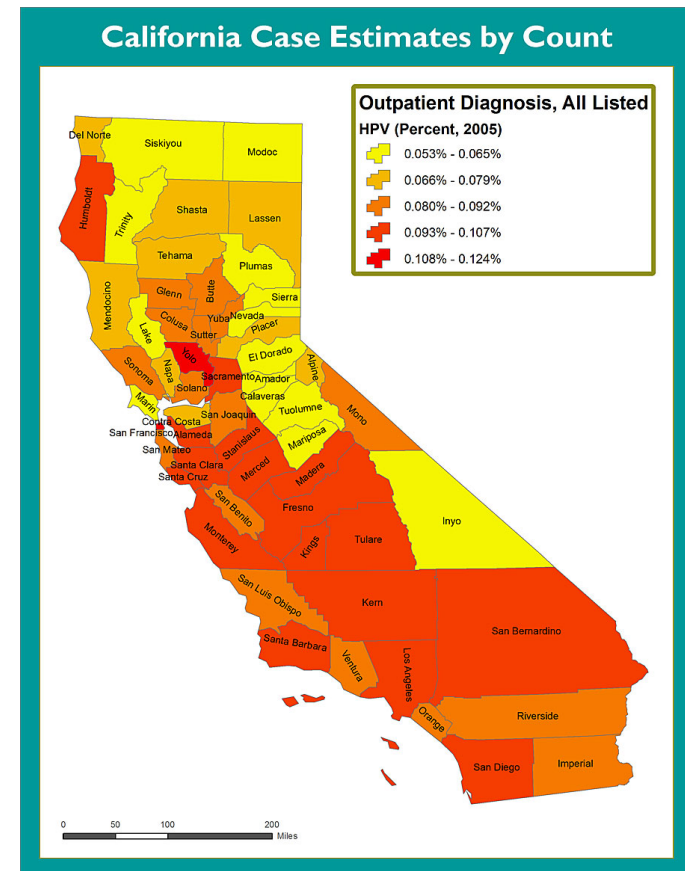 California Case Estimates by Count
Outpatient Diagnosis, All Listed
HPV (Percent, 2005)
0.053% - 0.065%
0.066% - 0.079%
0.080% - 0.092%
0.093% - 0.107%
0.108% - 0.124%
Del Norte
Siskiyou
Modoc
Humboldt
Trinity
Shasta
Lassen
Tehama
Plumas
Mendocino
Glenn
Butte
Sierra
Colusa
Yuba
Nevada
Sutter
Placer
Lake
Yolo
El Dorado
Sonoma
Napa
Sacramento
Amador
Alpine
Solano
Calaveras
Marin
Tuolumne
Mono
San Joaquin
Contra Costa
San Francisco
Alameda
Stanislaus
Mariposa
San Mateo
Santa Clara
Merced
Madera
Santa Cruz
San Benito
Fresno
Inyo
Monterey
Kings
Tulare
San Luis Obispo
Kern
San Bernardino
Santa Barbara
Ventura
Los Angeles
Orange
Riverside
San Diego
Imperial
0 50 100 200
Miles